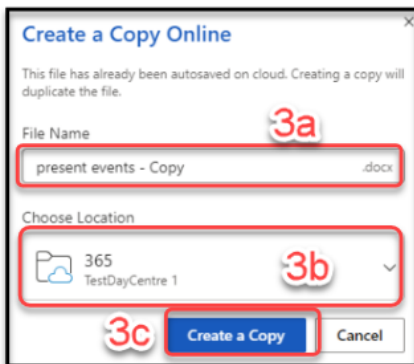 Create a Copy Online
This file has already been autosaved on cloud. Creating a copy will
duplicate the file.
3a
File Name
present events - Copy .docx
Choose Location
365
TestDayCentre 1
3b
3c
Create a Copy Cancel